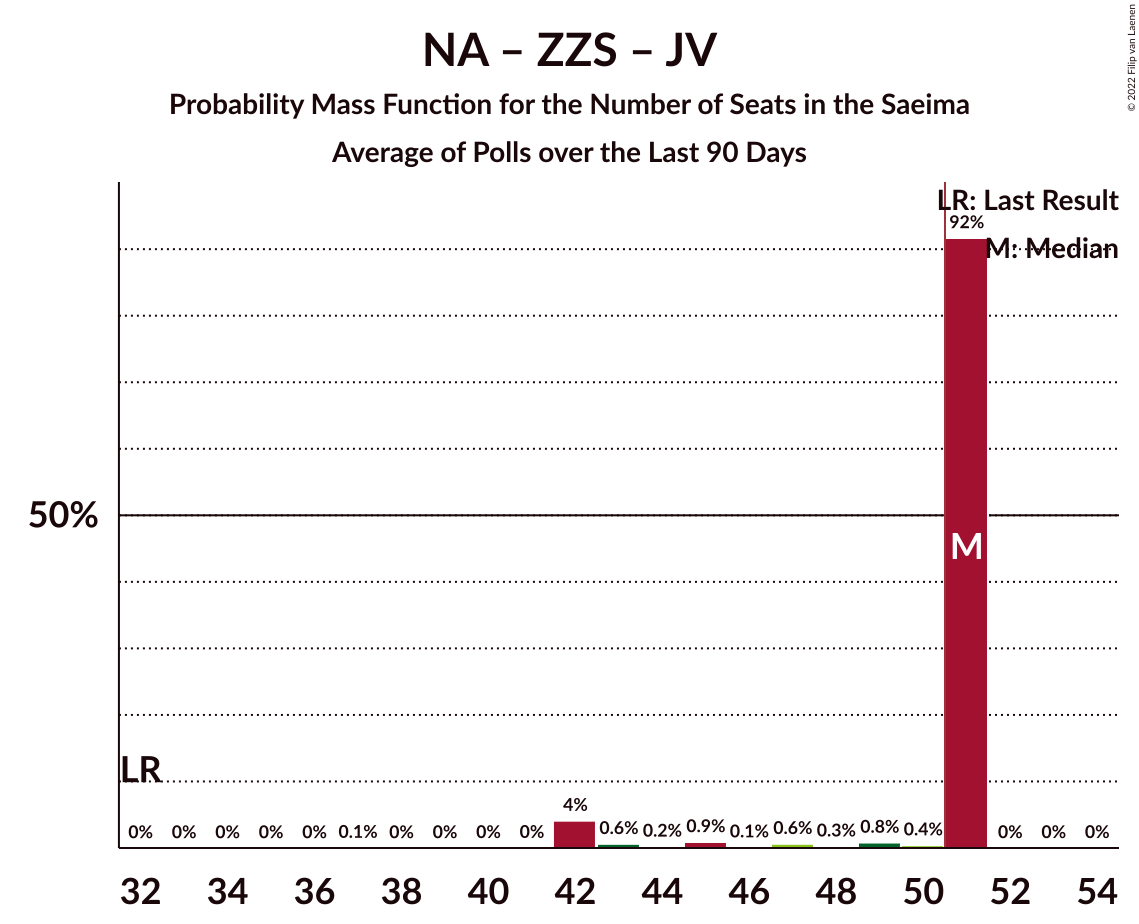 NA – ZZS – JV
Probability Mass Function for the Number of Seats in the Saeima
Average of Polls over the Last 90 Days
© 2022 Filip van Laenen
LR: Last Result
92%
M: Median
50%
M
LR
4%
0% 0% 0% 0% 0% 0.1% 0% 0% 0% 0% 0.6% 0.2% 0.9% 0.1% 0.6% 0.3% 0.8% 0.4% 0% 0% 0%
32 34 36 38 40 42 44 46 48 50 52 54